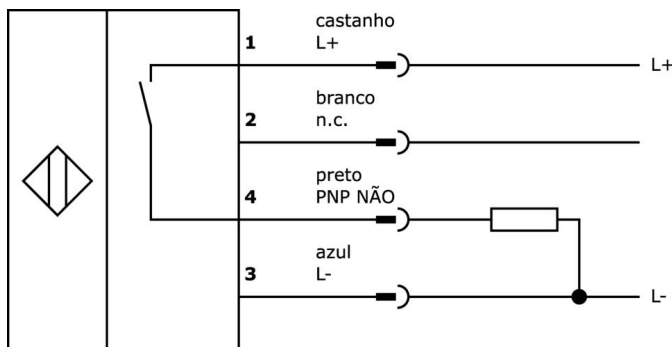 castanho
1 L+ L+
branco
2 n.c.
preto
4 PNP NÃO
azul
3 L- L-